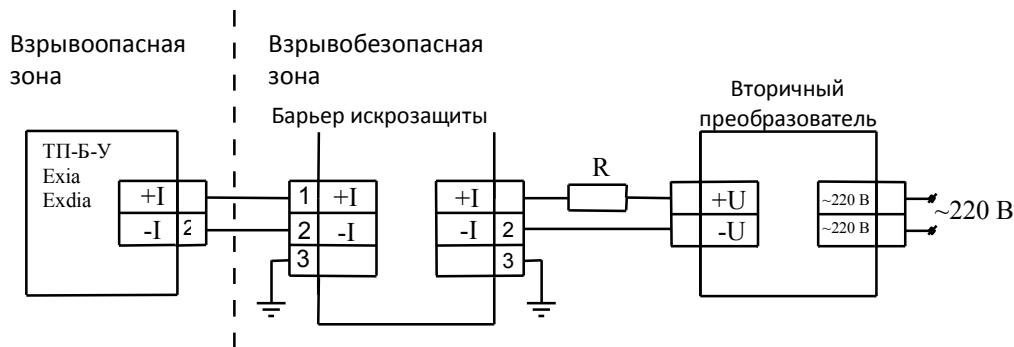 Взрывоопасная
зона
Взрывобезопасная
зона
Барьер искрозащиты
Вторичный
преобразователь
ТП-Б-У
Exia
Exdia
+I
-I 2
1 +I
2 -I
3
+I
-I 2
3
R
+U
-U
~220 В
~220 В
~220 В